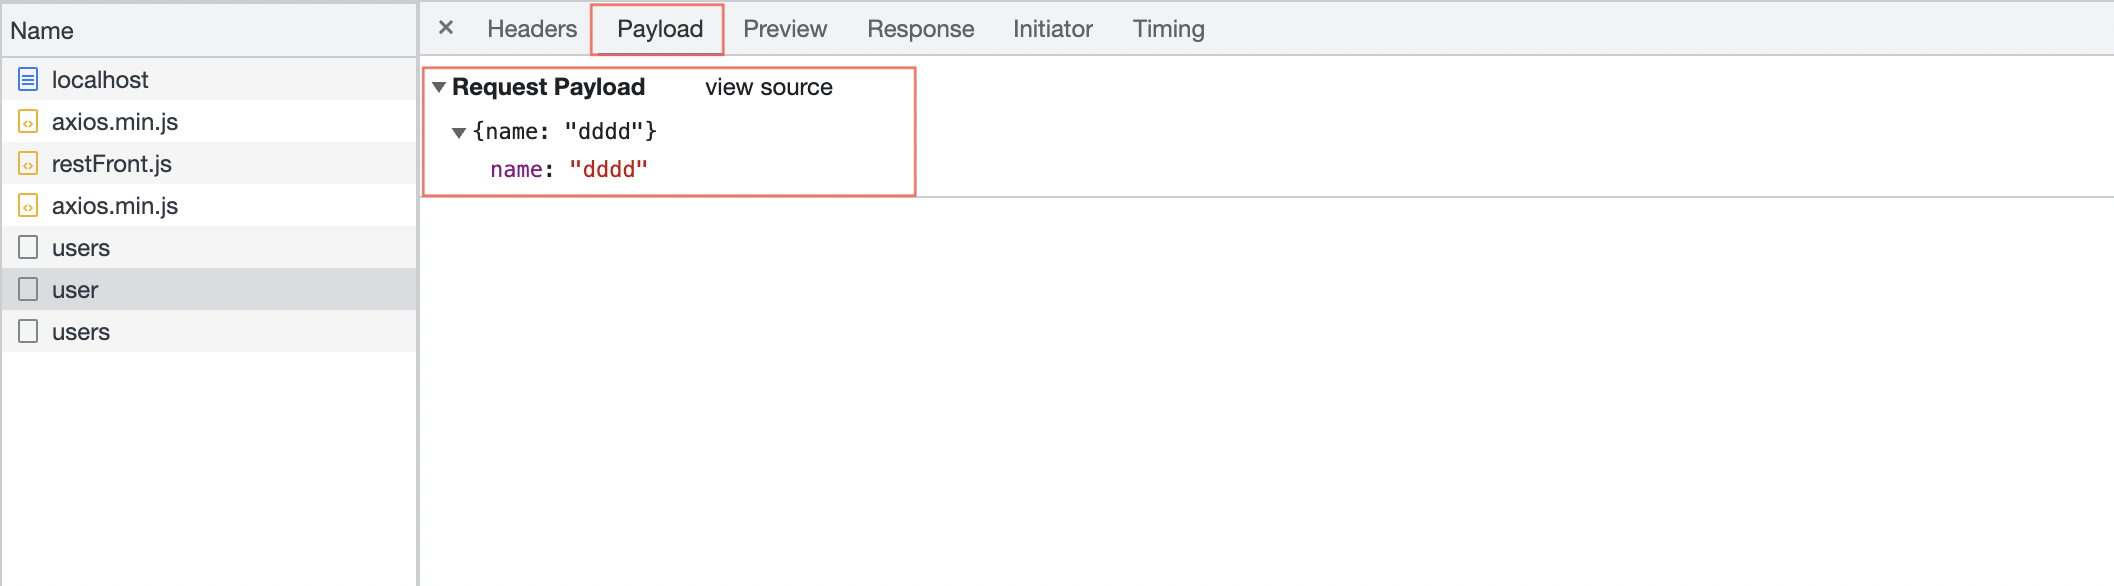 Name
localhost
axios.min.js
restFront.js
axios.min.js
users
user
users
× Headers Payload Preview Response Initiator Timing
▼ Request Payload view source
▼ {name: "dddd"}
name: "dddd"